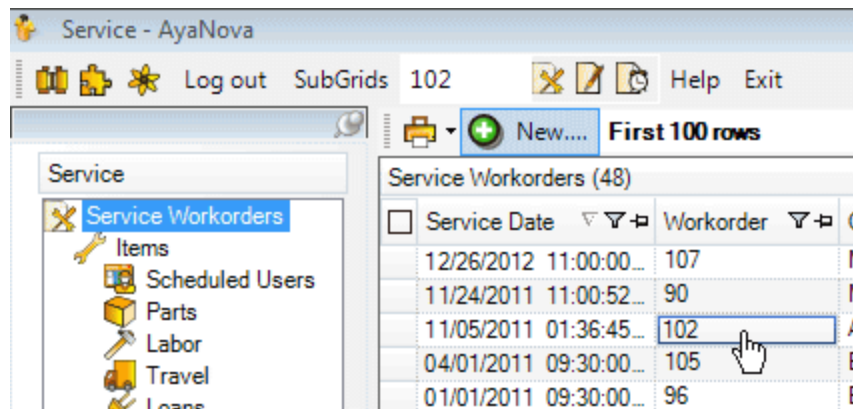 Service - AyaNova
Log out SubGrids 102 Help Exit
New.... First 100 rows
Service
Service Workorders (48)
Service Workorders
Service Date Workorder
Items
12/26/2012 11:00:00... 107
Scheduled Users
11/24/2011 11:00:52... 90
Parts
11/05/2011 01:36:45... 102
Labor
04/01/2011 09:30:00... 105
Travel
01/01/2011 09:30:00... 96
Loans